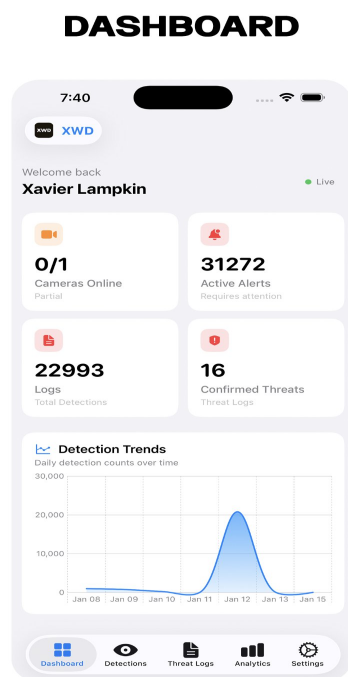 DASHBOARD
7:40
XWD XWD
Welcome back
Xavier Lampkin
Live
0/1
Cameras Online
Partial
31272
Active Alerts
Requires attention
22993
Logs
Total Detections
16
Confirmed Threats
Threat Logs
Detection Trends
Daily detection counts over time
30,000
20,000
10,000
0
Jan 08 Jan 09 Jan 10 Jan 11 Jan 12 Jan 13 Jan 15
Dashboard Detections Threat Logs Analytics Settings